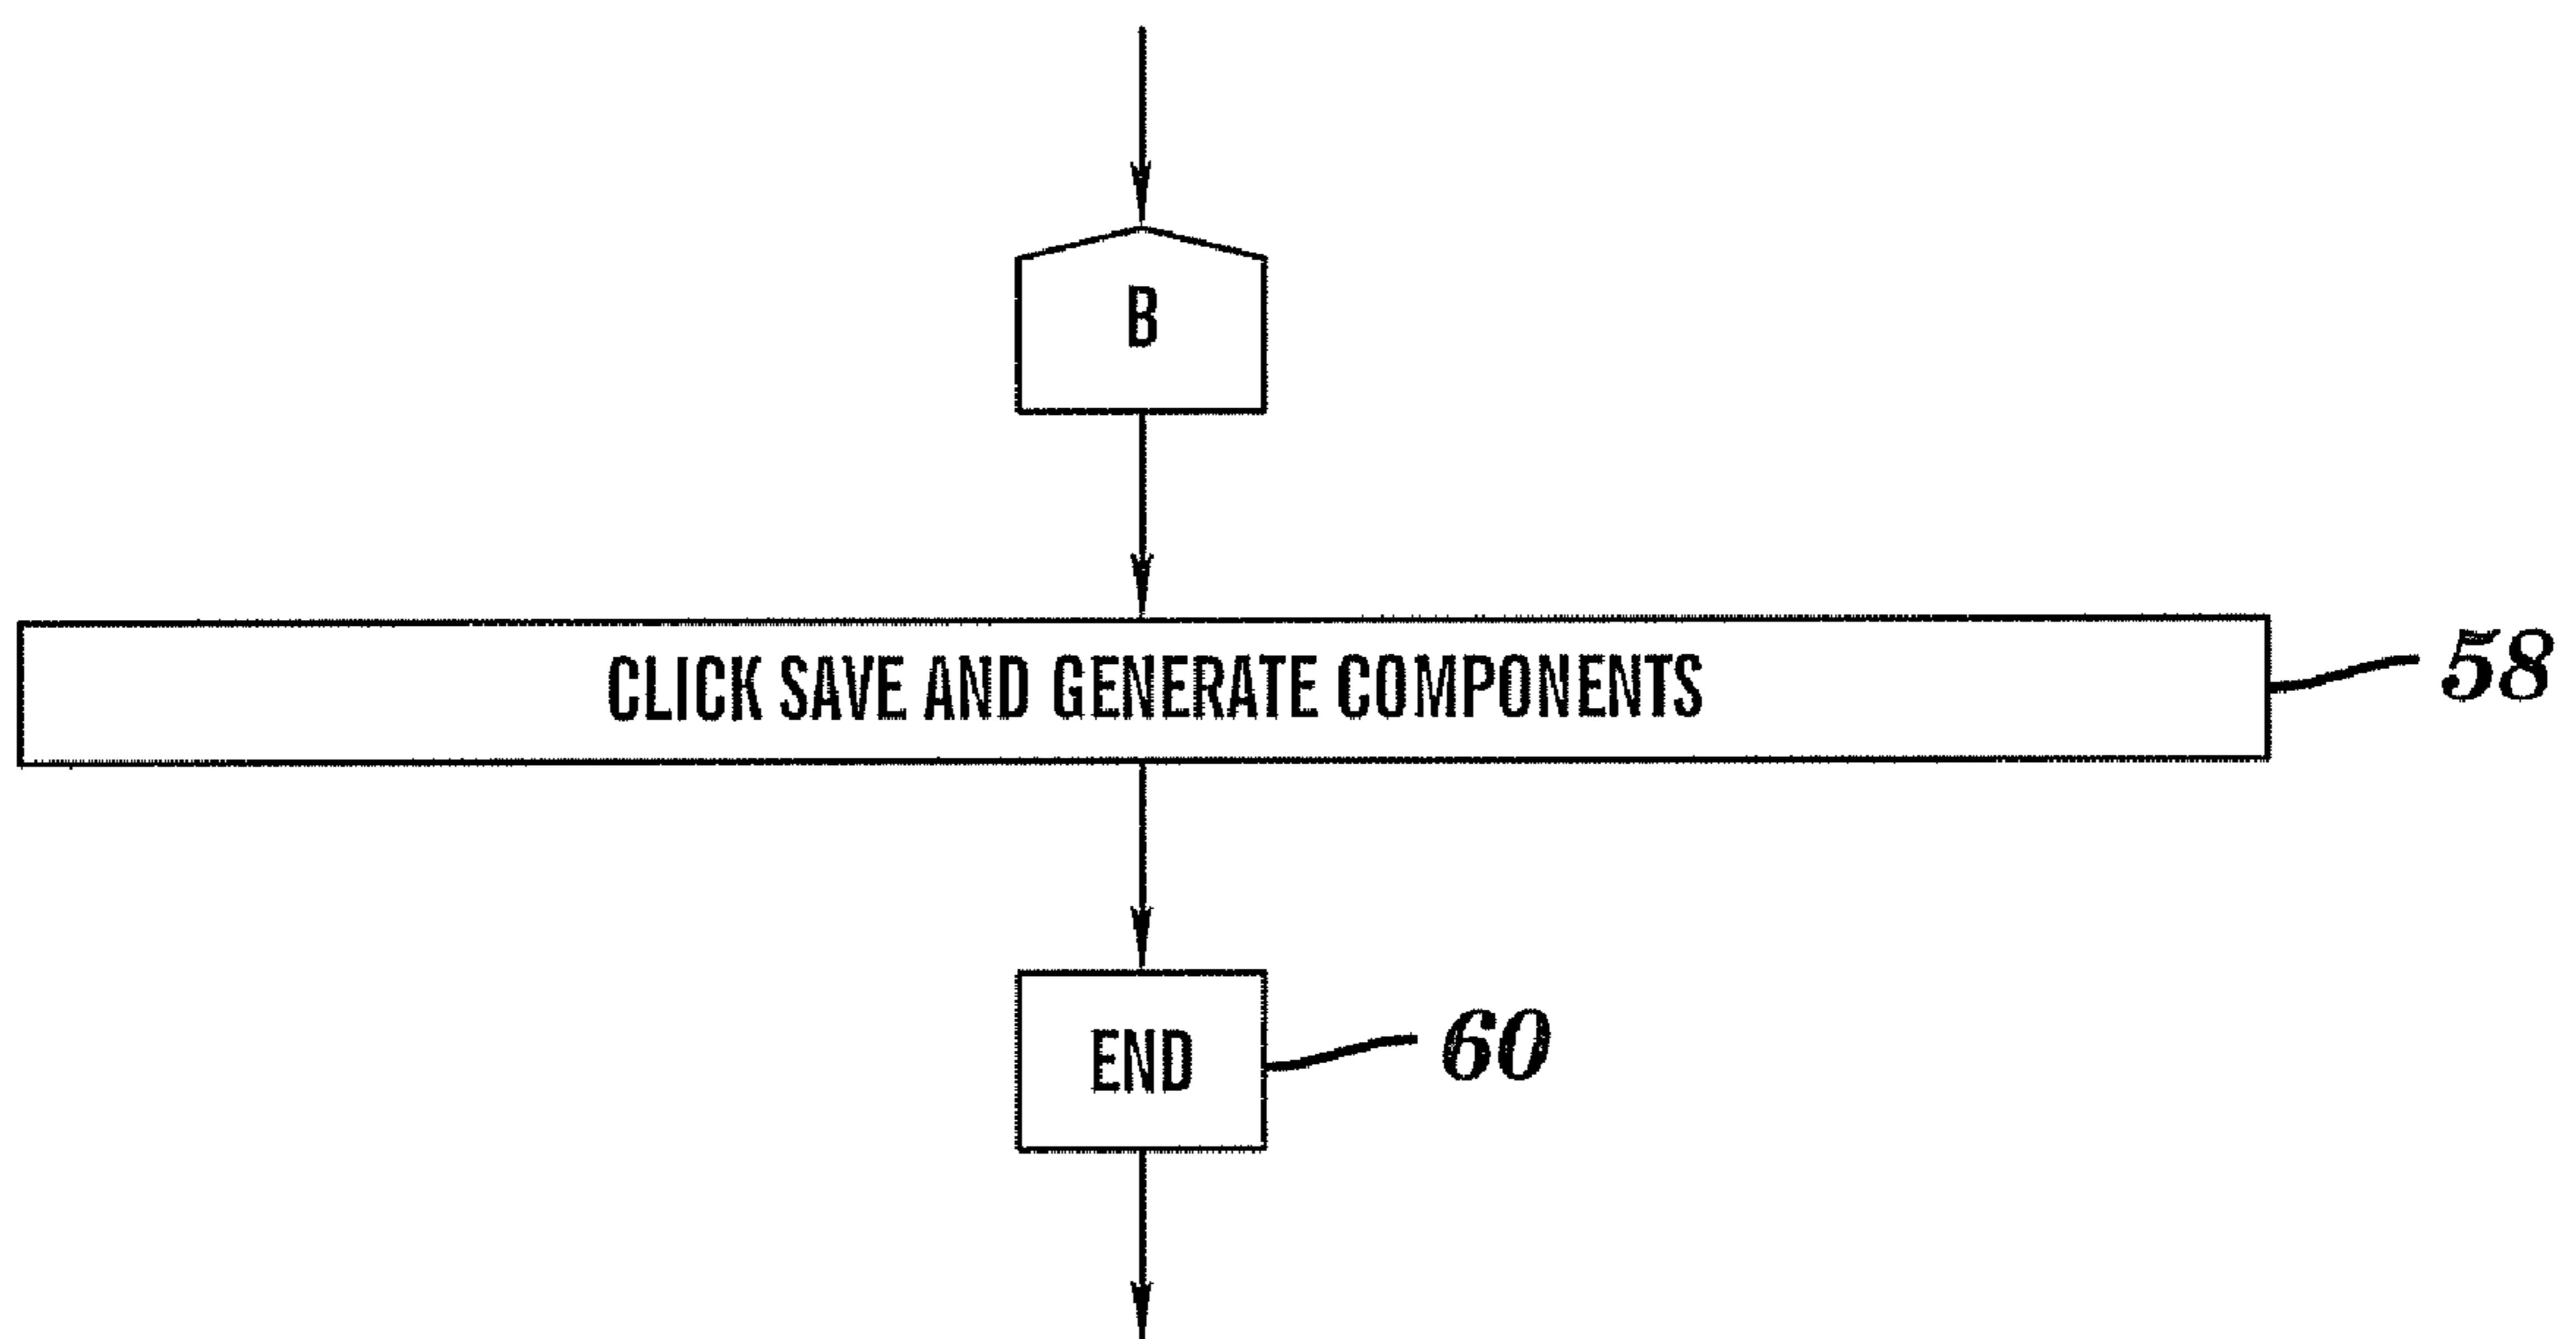 B
CLICK SAVE AND GENERATE COMPONENTS
58
END
60